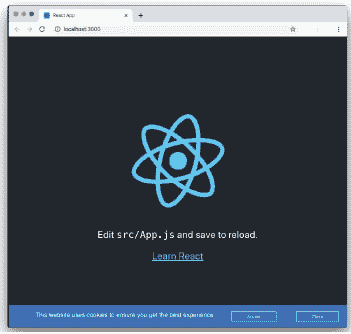 React App
localhost:3000
Edit src/App.js and save to reload.
Learn React
This website uses cookies to ensure you get the best experience
Close